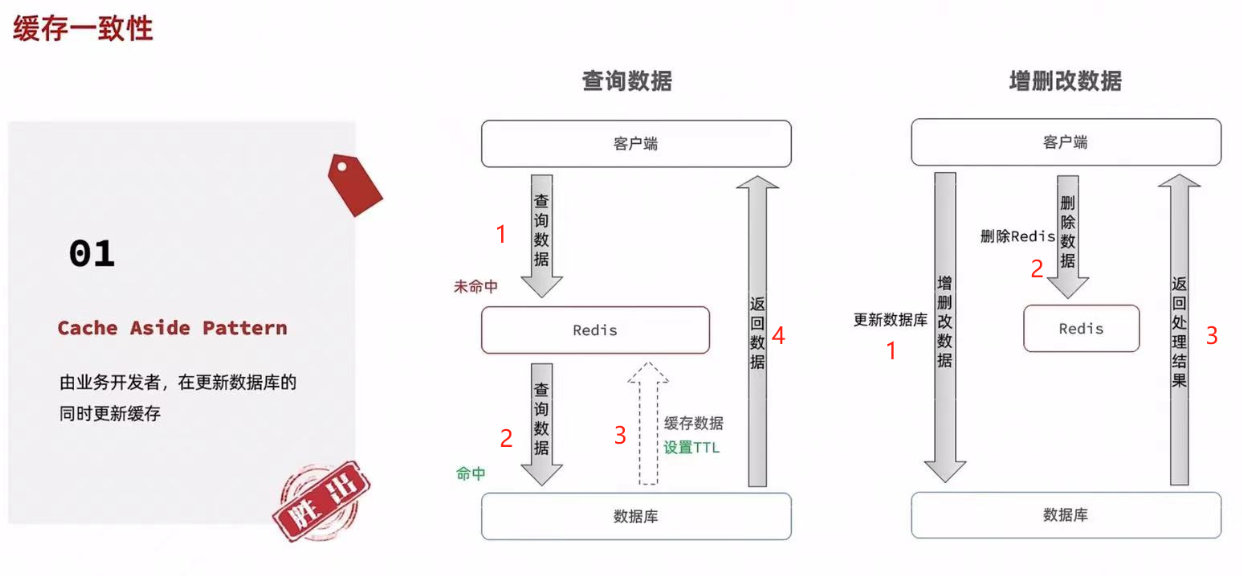 缓存一致性
01
Cache Aside Pattern
由业务开发者，在更新数据库的
同时更新缓存
胜出
查询数据
客户端
1
查询数据
未命中
Redis
2
查询数据
命中
3
缓存数据
设置TTL
返回数据
4
数据库
增删改数据
客户端
更新数据库
1
增删改数据
删除Redis
2
删除数据
Redis
返回处理结果
3
数据库